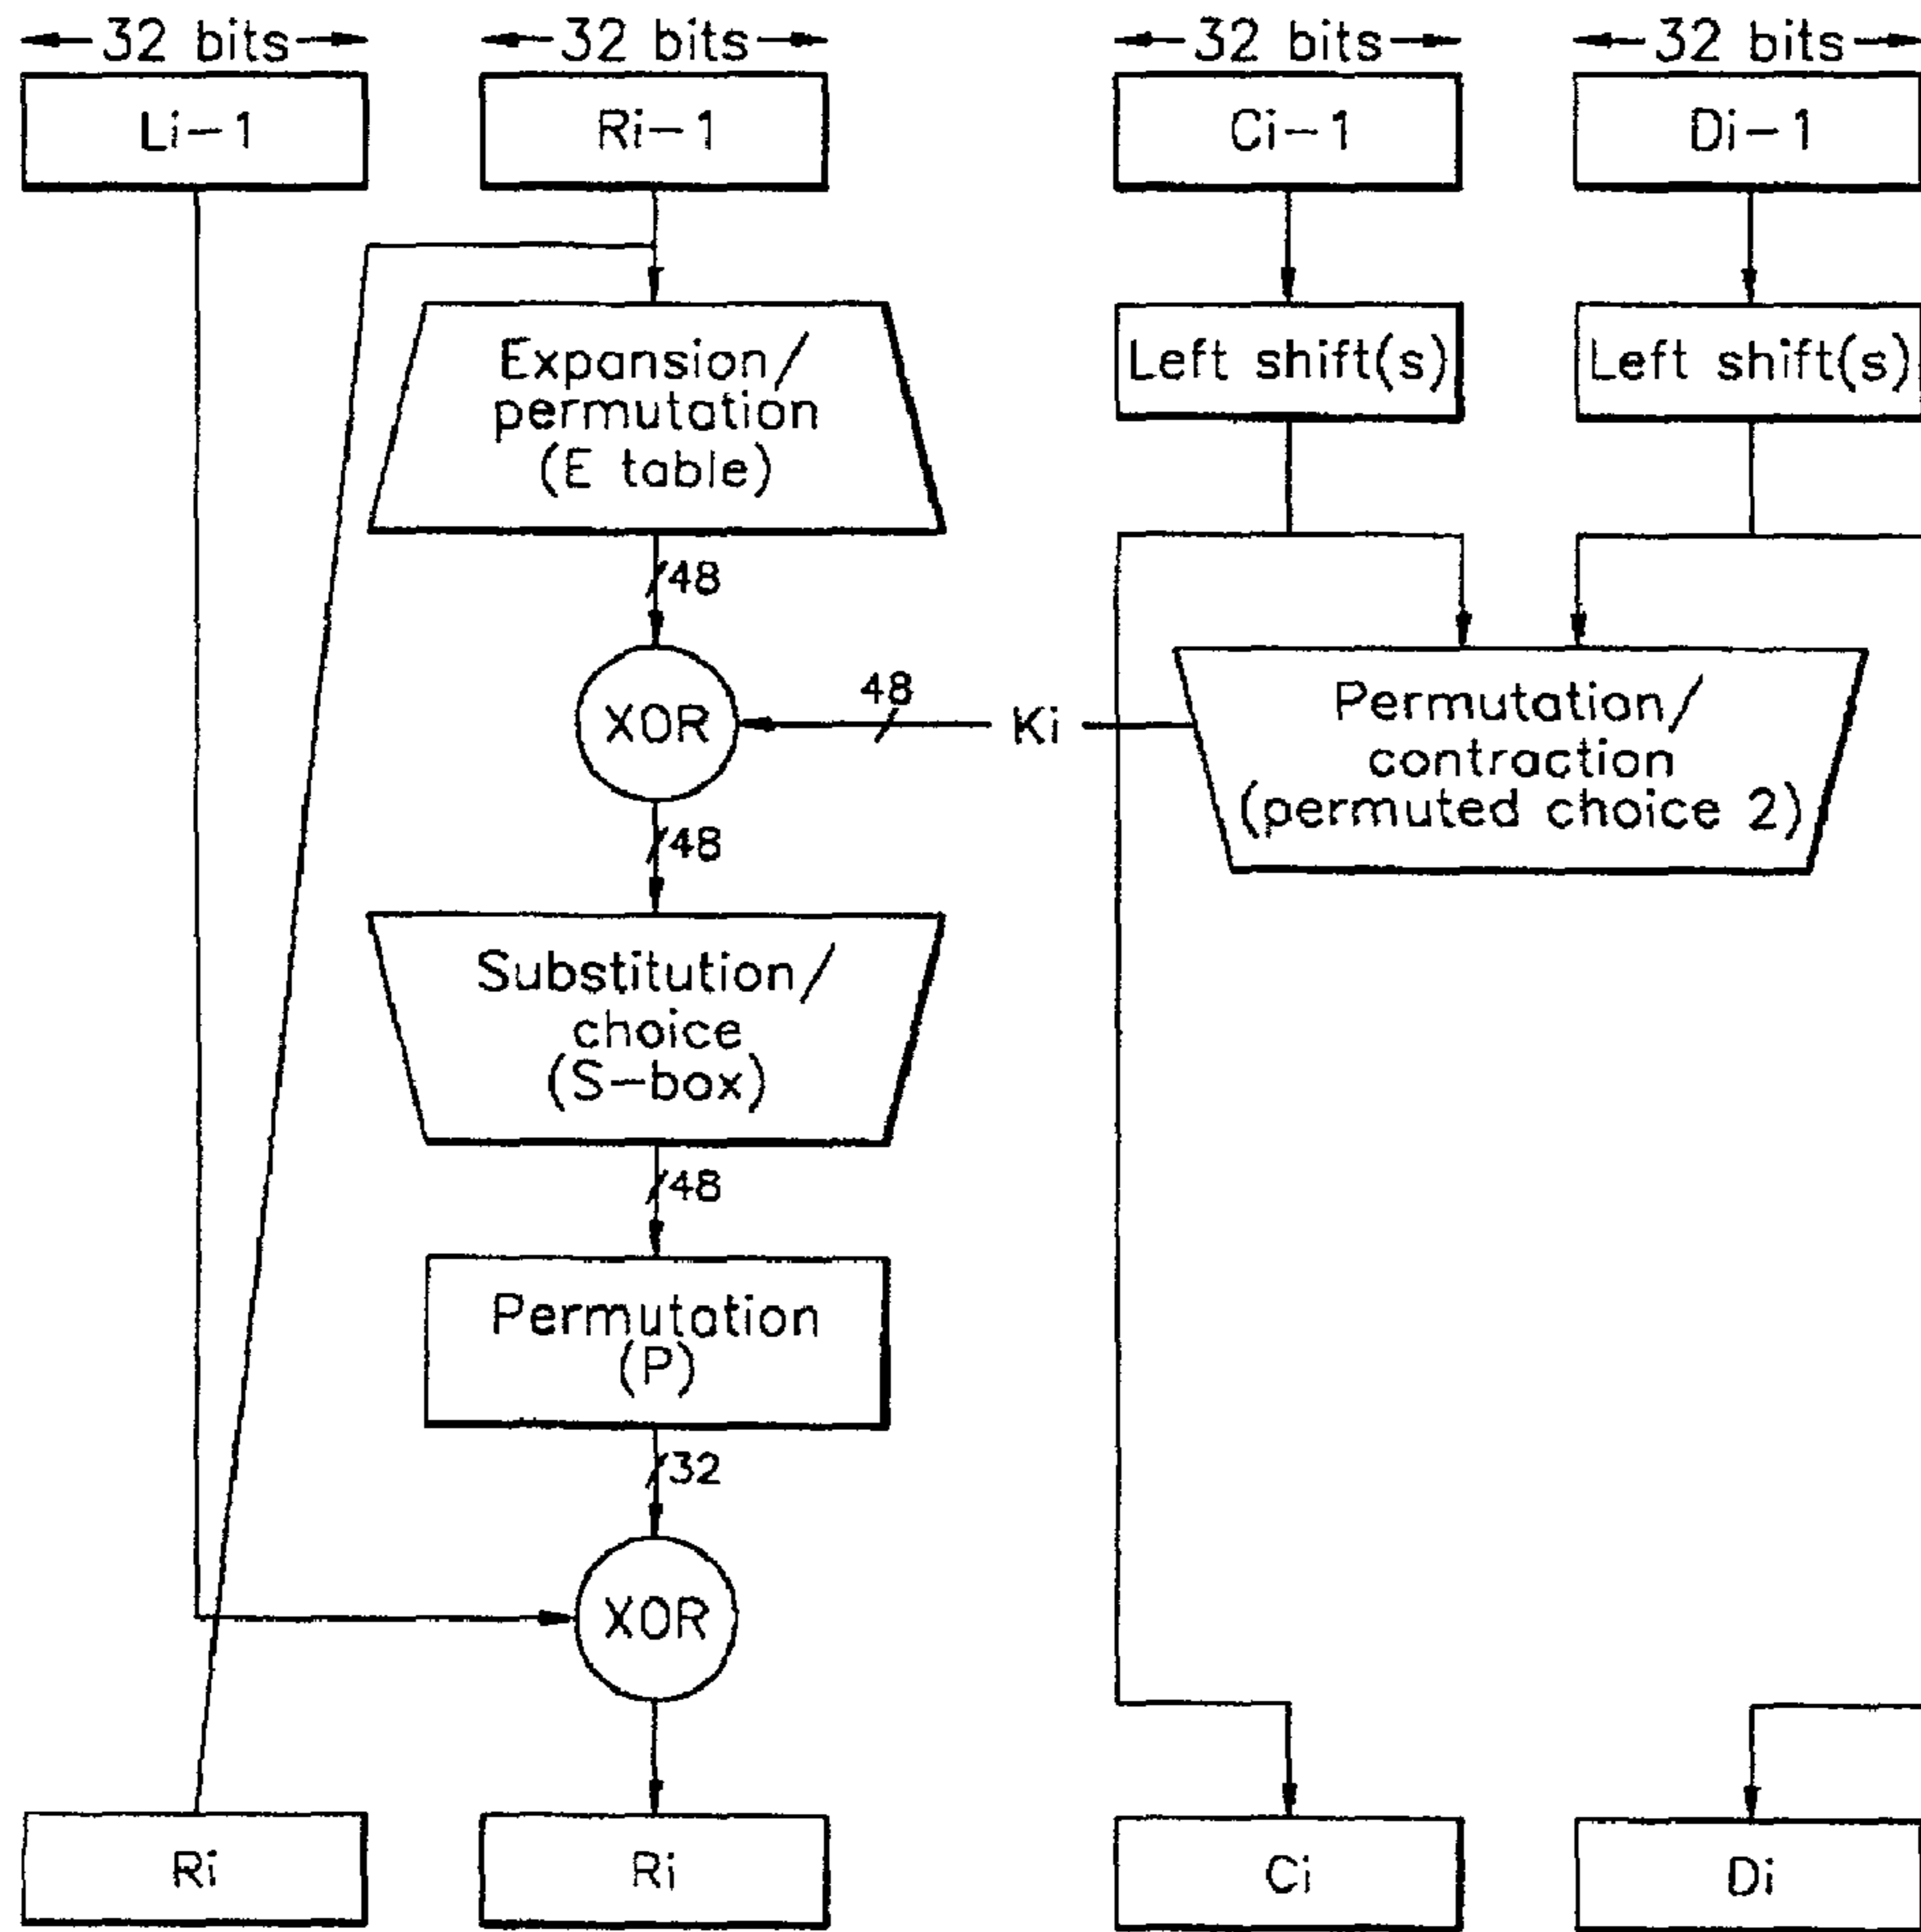 32 bits
32 bits
32 bits
32 bits
Li-1
Ri-1
Ci-1
Di-1
Expansion/
permutation
(E table)
Left shift(s)
Left shift(s)
48
XOR
48
Ki
Permutation/
contraction
(permuted choice 2)
48
Substitution/
choice
(S-box)
48
Permutation
(P)
32
XOR
Ri
Ri
Ci
Di